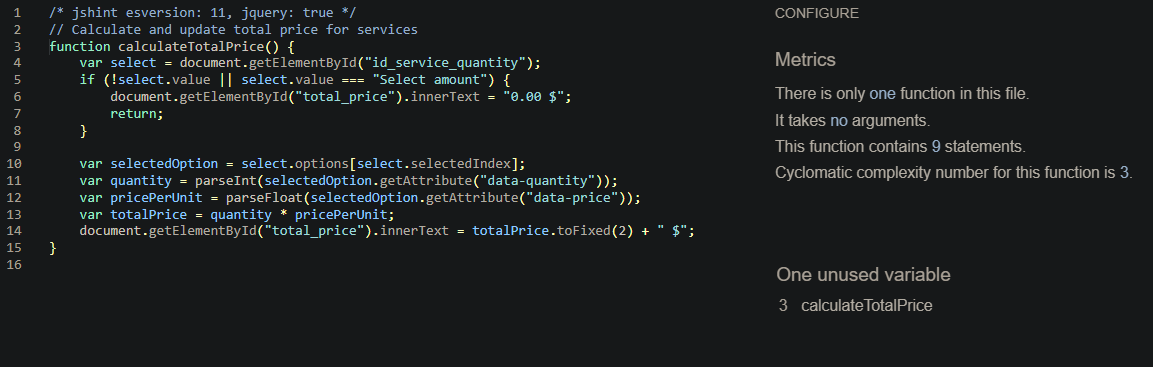 1 /* jshint esversion: 11, jquery: true */
2 // Calculate and update total price for services
3 function calculateTotalPrice() {
4 var select = document.getElementById("id_service_quantity");
5 if (!select.value || select.value === "Select amount") {
6 document.getElementById("total_price").innerText = "0.00 $";
7 return;
8 }
9
10 var selectedOption = select.options[select.selectedIndex];
11 var quantity = parseInt(selectedOption.getAttribute("data-quantity"));
12 var pricePerUnit = parseFloat(selectedOption.getAttribute("data-price"));
13 var totalPrice = quantity * pricePerUnit;
14 document.getElementById("total_price").innerText = totalPrice.toFixed(2) + " $";
15 }
16
CONFIGURE
Metrics
There is only one function in this file.
It takes no arguments.
This function contains 9 statements.
Cyclomatic complexity number for this function is 3.
One unused variable
3 calculateTotalPrice